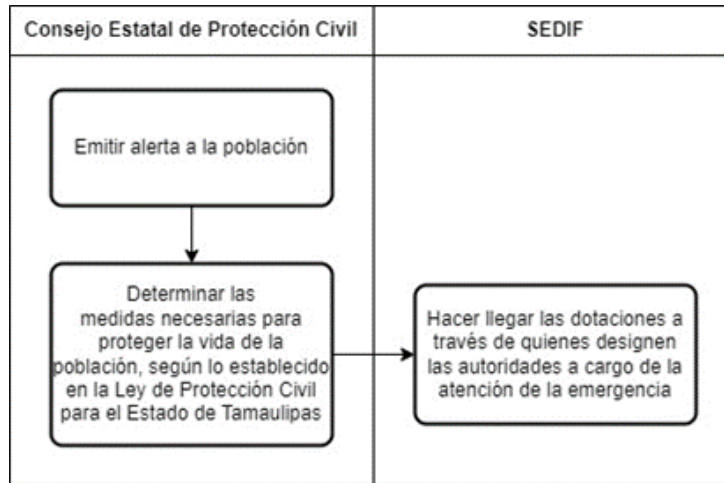 Consejo Estatal de Protección Civil
SEDIF
Emitir alerta a la población
Determinar las
medidas necesarias para
proteger la vida de la
población, según lo establecido
en la Ley de Protección Civil
para el Estado de Tamaulipas
Hacer llegar las dotaciones a
través de quienes designen
las autoridades a cargo de la
atención de la emergencia